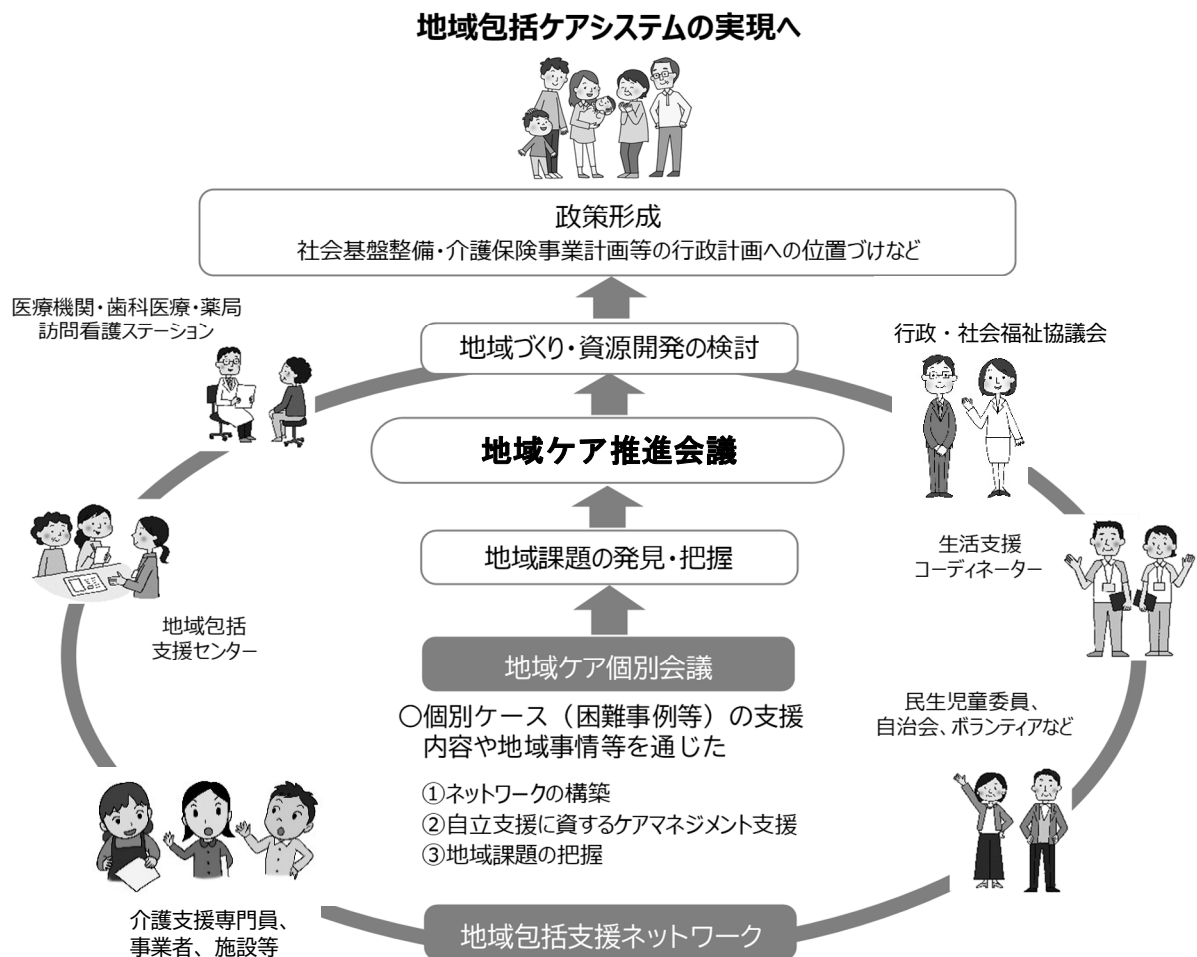 地域包括ケアシステムの実現へ
政策形成
社会基盤整備・介護保険事業計画等の行政計画への位置づけなど
医療機関・歯科医療・薬局
訪問看護ステーション
地域づくり・資源開発の検討
行政・社会福祉協議会
地域ケア推進会議
地域課題の発見・把握
生活支援
コーディネーター
地域包括
支援センター
地域ケア個別会議
〇個別ケース（困難事例等）の支援
内容や地域事情等を通じた
①ネットワークの構築
②自立支援に資するケアマネジメント支援
③地域課題の把握
民生児童委員、
自治会、ボランティアなど
介護支援専門員、
事業者、施設等
地域包括支援ネットワーク